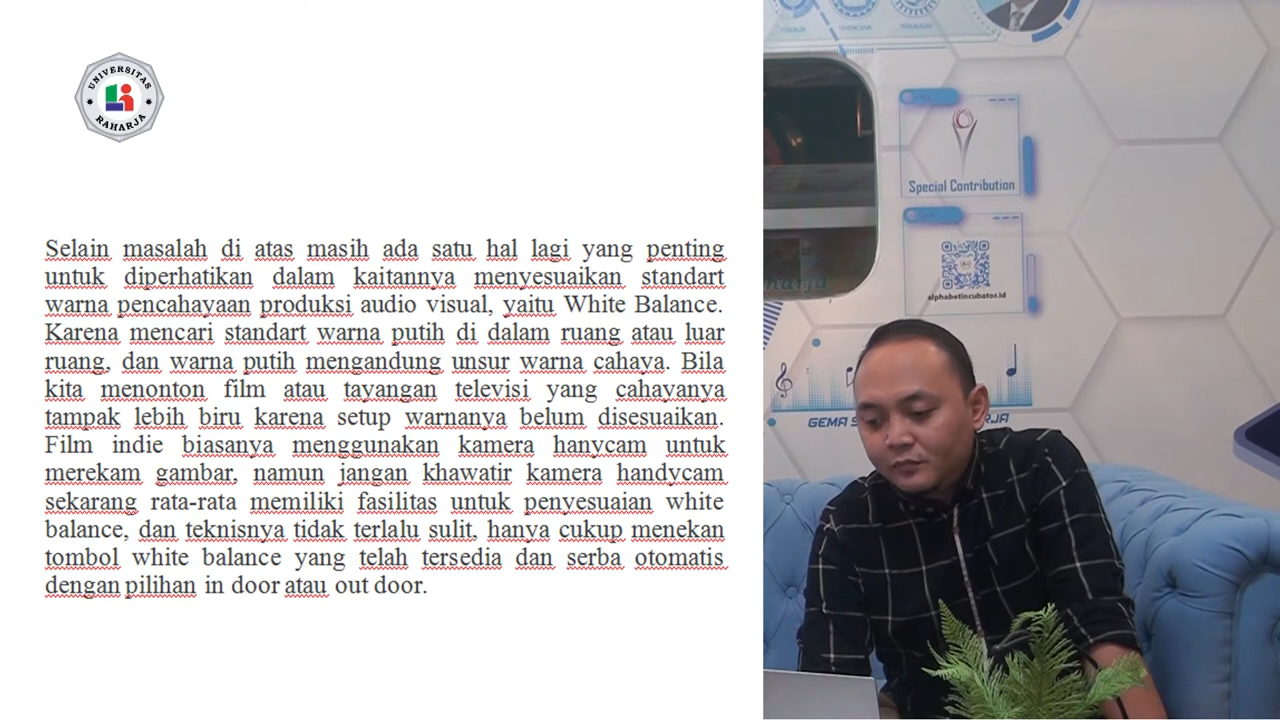 UNIVERSITAS
RAHARJA
Selain masalah di atas masih ada satu hal lagi yang penting
untuk diperhatikan dalam kaitannya menyesuaikan standart
warna pencahayaan produksi audio visual, yaitu White Balance.
Karena mencari standart warna putih di dalam ruang atau luar
ruang, dan warna putih mengandung unsur warna cahaya. Bila
kita menonton film atau tayangan televisi yang cahayanya
tampak lebih biru karena setup warnanya belum disesuaikan.
Film indie biasanya menggunakan kamera hanycam untuk
merekam gambar, namun jangan khawatir kamera handycam
sekarang rata-rata memiliki fasilitas untuk penyesuaian white
balance, dan teknisnya tidak terlalu sulit, hanya cukup menekan
tombol white balance yang telah tersedia dan serba otomatis
dengan pilihan in door atau out door.
Special Contribution
alphabetincubator.id
GEMA